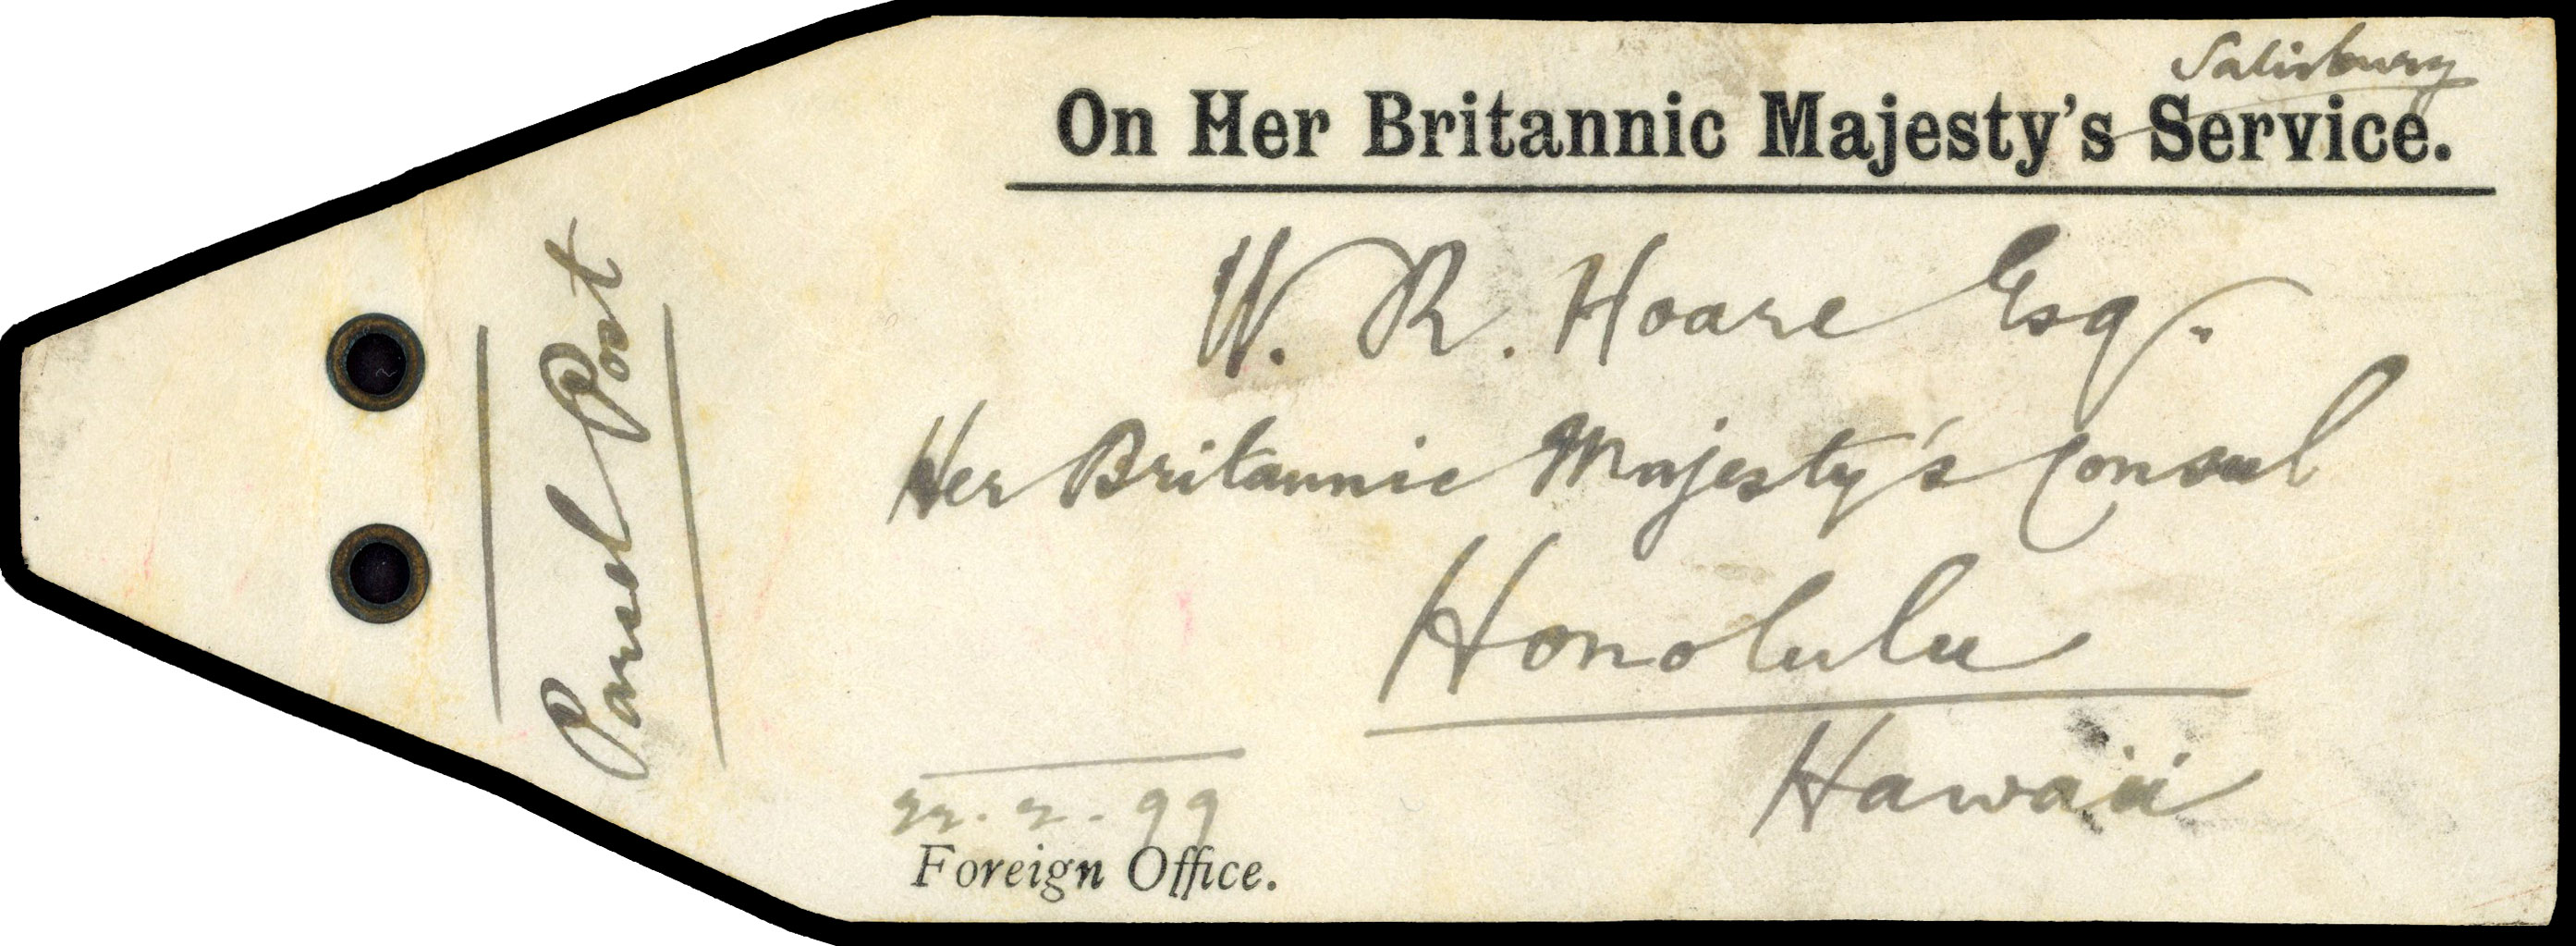 Salisbury
On Her Britannic Majesty's Service.
W. R. Hoare Esq.
Her Britannic Majesty's Consul
Honolulu
Hawaii
Parcel Post
22. 2. 99
Foreign Office.